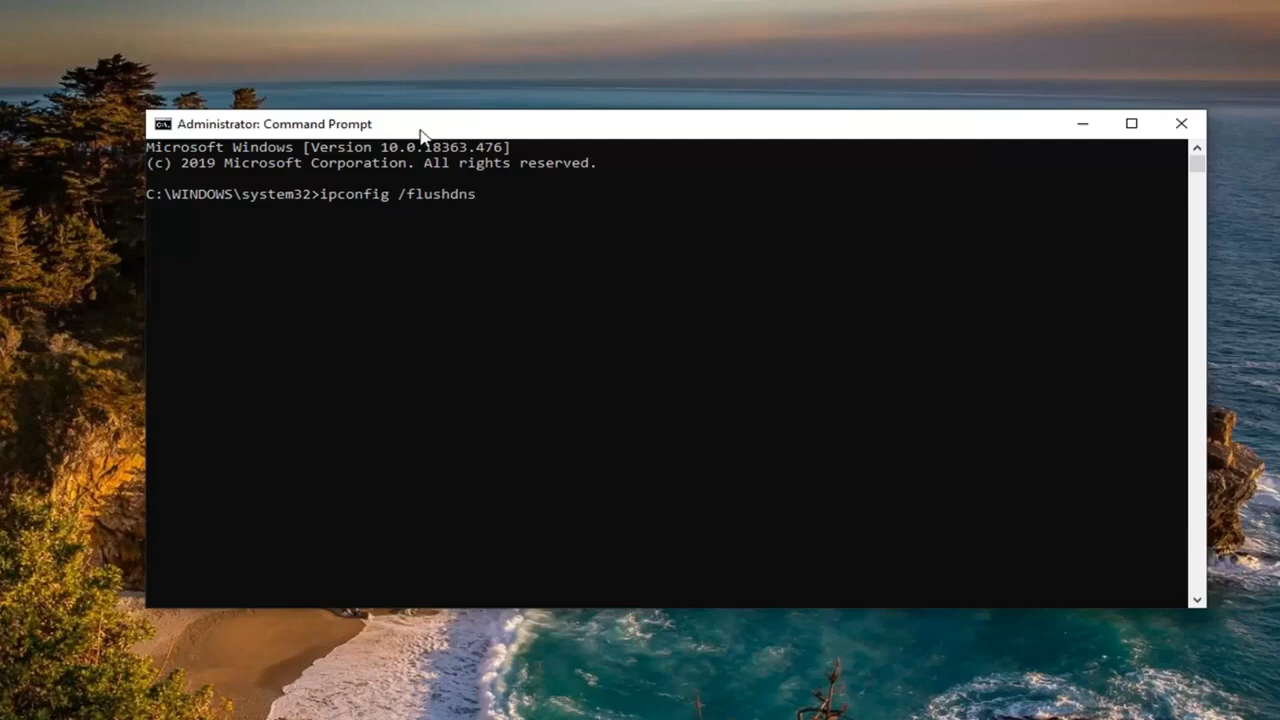 Administrator: Command Prompt
Microsoft Windows [Version 10.0.18363.476]
(c) 2019 Microsoft Corporation. All rights reserved.
C:\WINDOWS\system32>ipconfig /flushdns